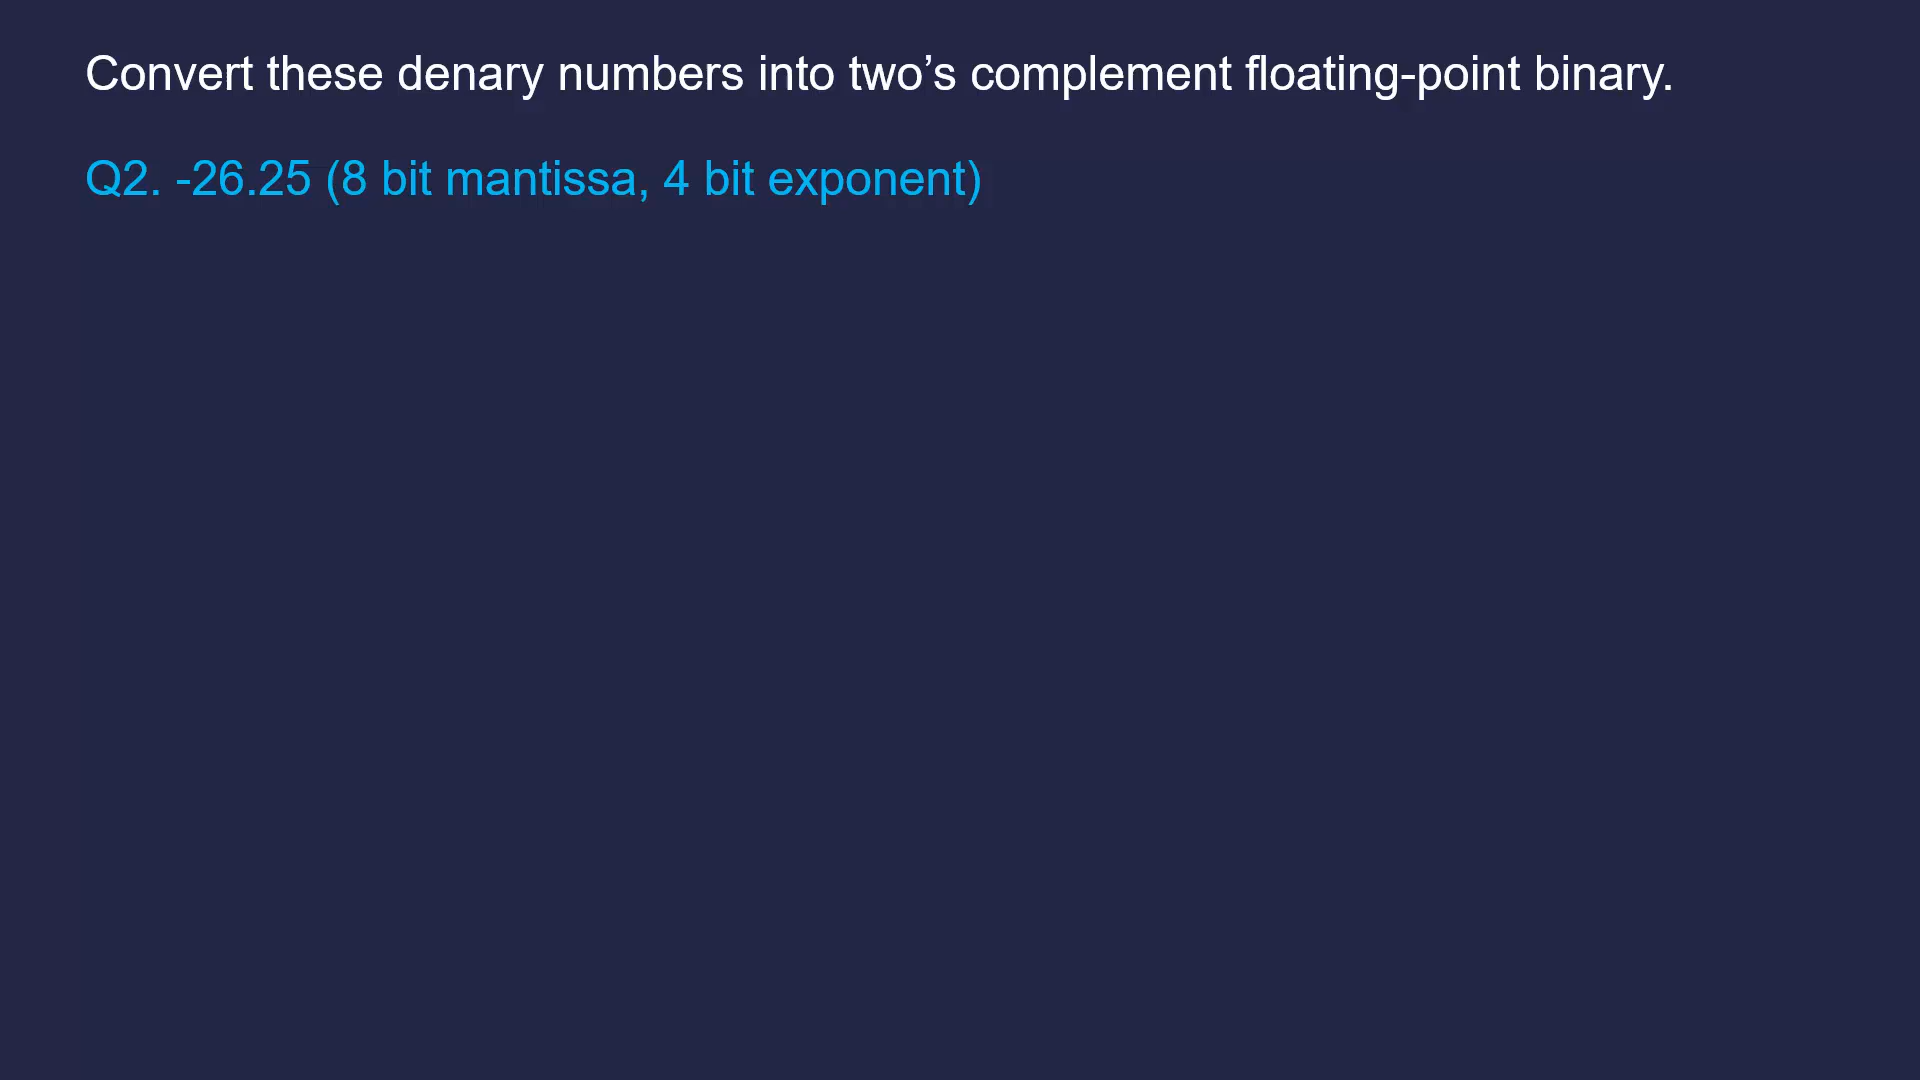 Convert these denary numbers into two’s complement floating-point binary.
Q2. -26.25 (8 bit mantissa, 4 bit exponent)